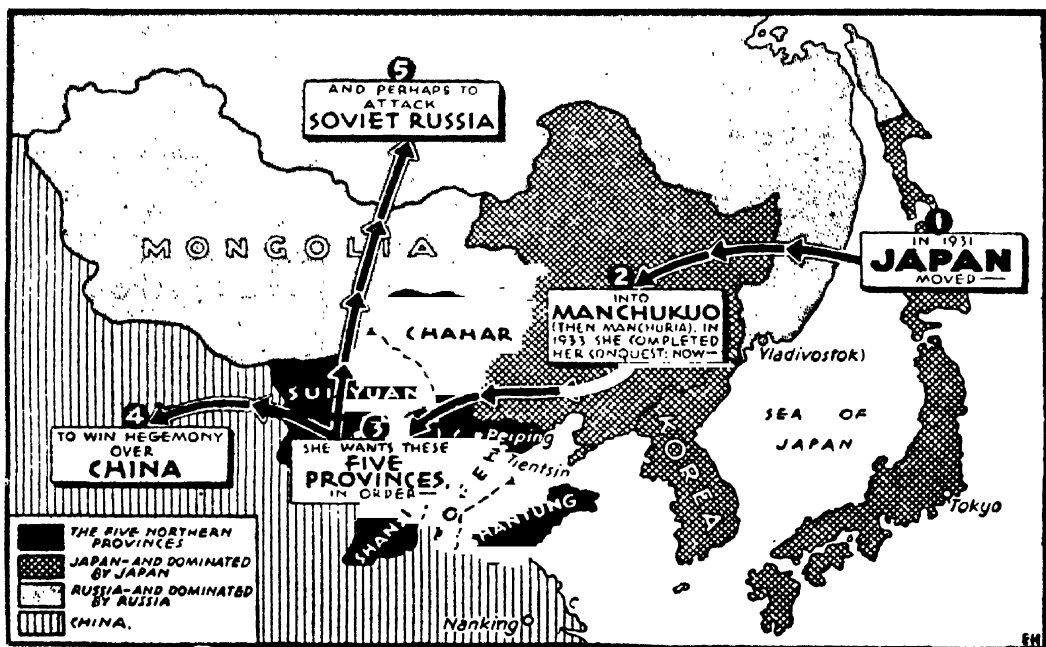 5
AND PERHAPS TO
ATTACK
SOVIET RUSSIA
MONGOLIA
1
IN 1931
JAPAN
MOVED—
2
INTO
MANCHUKUO
(THEN MANCHURIA). IN
1933 SHE COMPLETED
HER CONQUEST: NOW—
CHAHAR
Vladivostok
SUIYUAN
SEA OF
JAPAN
KOREA
4
TO WIN HEGEMONY
OVER
CHINA
3
SHE WANTS THESE
FIVE
PROVINCES,
IN ORDER—
Peiping
Tientsin
SHANTUNG
Tokyo
THE FIVE NORTHERN
PROVINCES
JAPAN—AND DOMINATED
BY JAPAN
RUSSIA—AND DOMINATED
BY RUSSIA
CHINA.
Nanking
EH